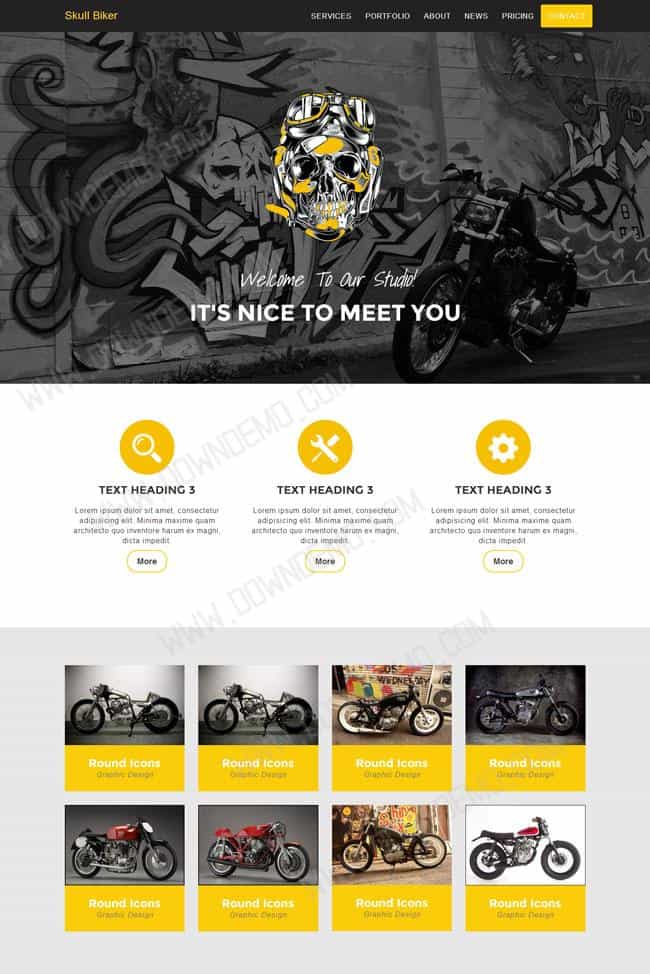 Skull Biker
SERVICES PORTFOLIO ABOUT NEWS PRICING CONTACT
Welcome To Our Studio!
IT'S NICE TO MEET YOU
TEXT HEADING 3
Lorem ipsum dolor sit amet, consectetur
adipisicing elit. Minima maxime quam
architecto quo inventore harum ex magni,
dicta impedit.
More
TEXT HEADING 3
Lorem ipsum dolor sit amet, consectetur
adipisicing elit. Minima maxime quam
architecto quo inventore harum ex magni,
dicta impedit.
More
TEXT HEADING 3
Lorem ipsum dolor sit amet, consectetur
adipisicing elit. Minima maxime quam
architecto quo inventore harum ex magni,
dicta impedit.
More
Round Icons
Graphic Design
Round Icons
Graphic Design
Round Icons
Graphic Design
Round Icons
Graphic Design
Round Icons
Graphic Design
Round Icons
Graphic Design
Round Icons
Graphic Design
Round Icons
Graphic Design
WWW.DOWNDEMO.COM
WWW.DOWNDEMO.COM
WWW.DOWNDEMO.COM